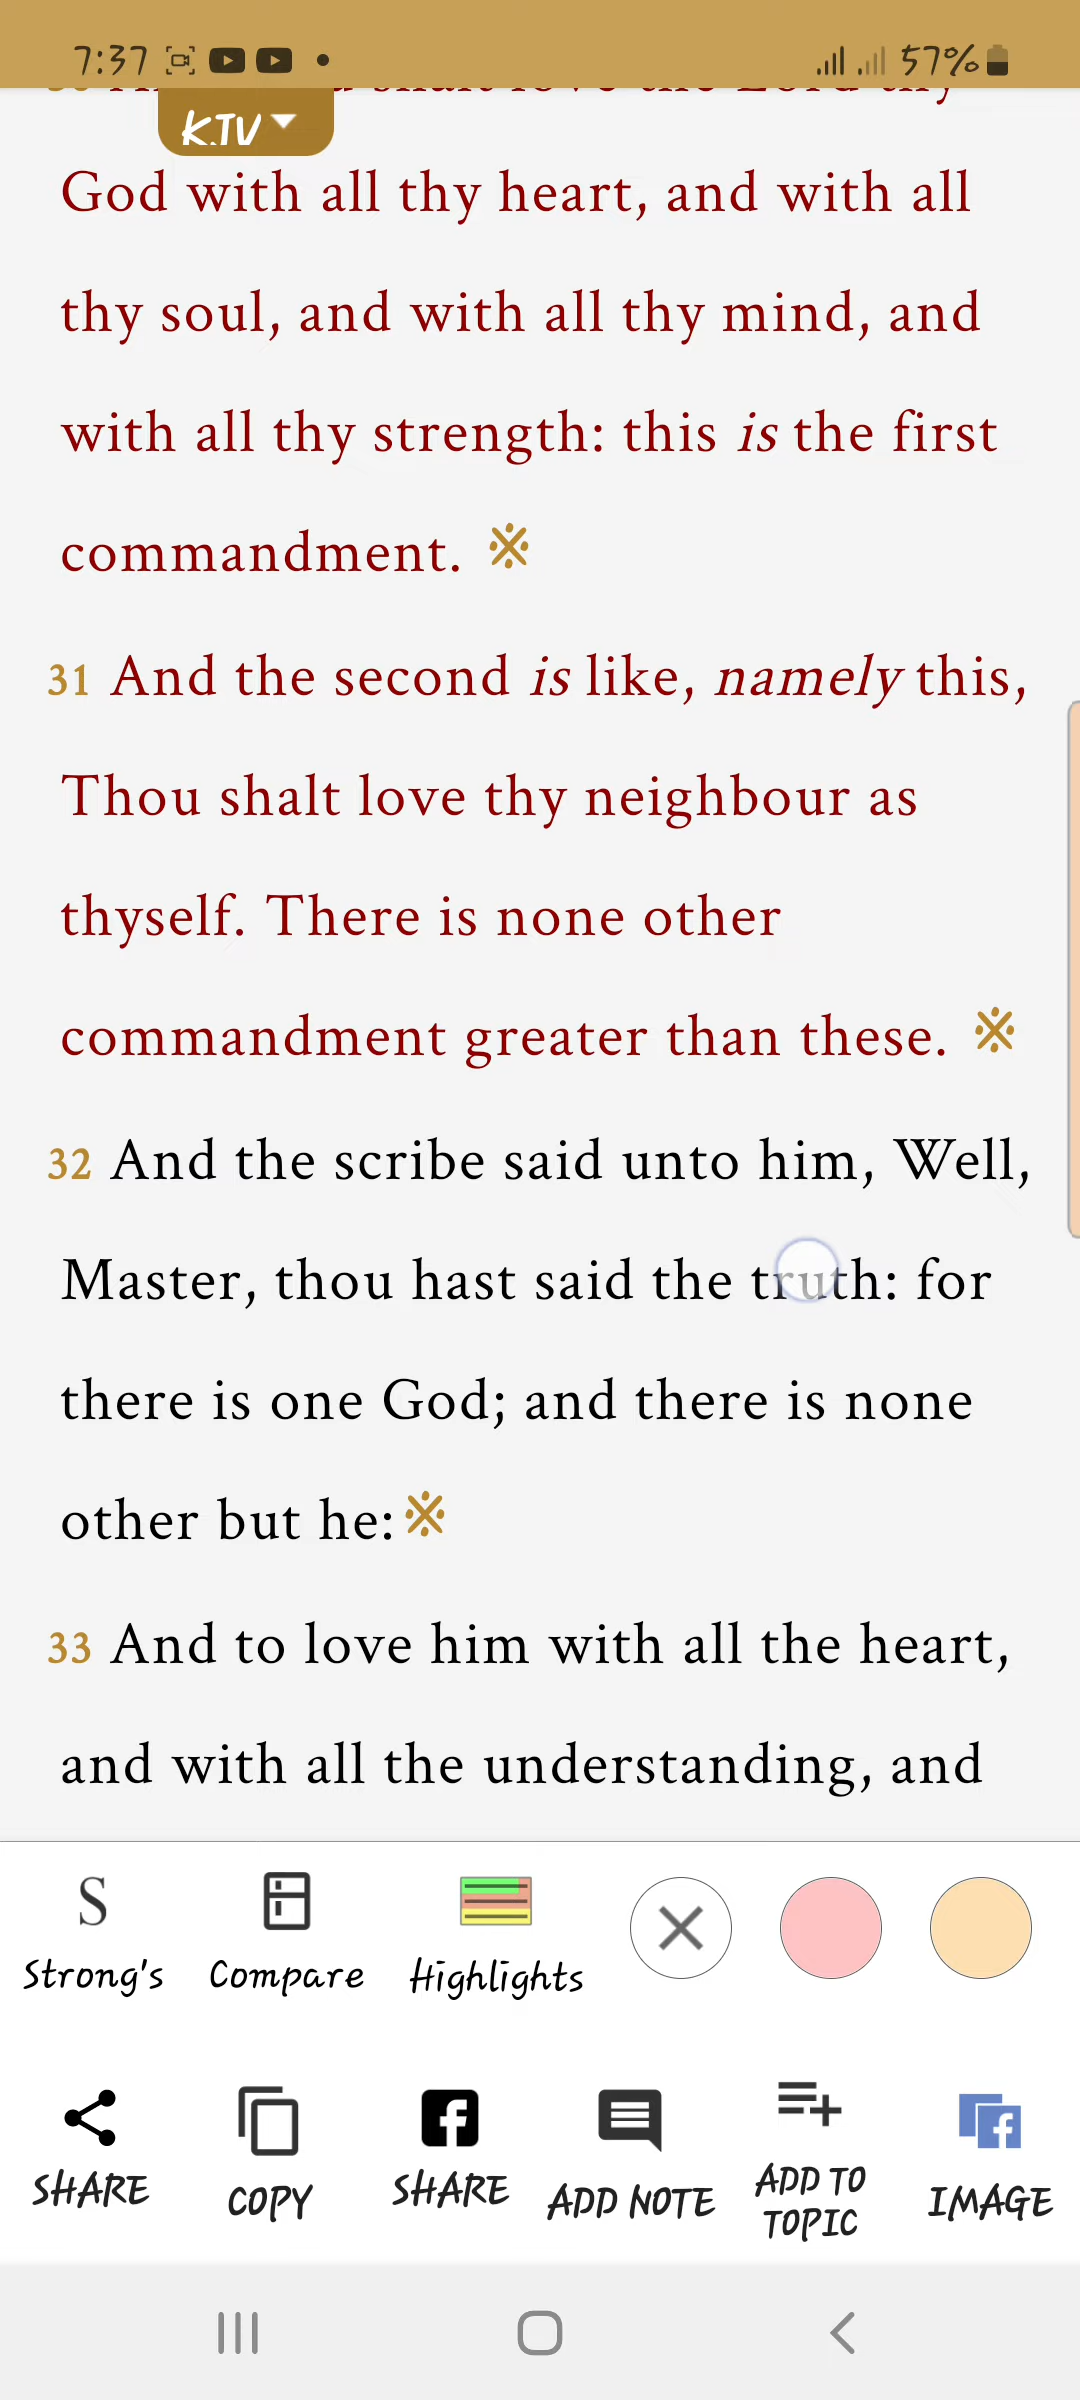 7:37 57%
KJV
God with all thy heart, and with all
thy soul, and with all thy mind, and
with all thy strength: this is the first
commandment. ※
31 And the second is like, namely this,
Thou shalt love thy neighbour as
thyself. There is none other
commandment greater than these. ※
32 And the scribe said unto him, Well,
Master, thou hast said the truth: for
there is one God; and there is none
other but he:※
33 And to love him with all the heart,
and with all the understanding, and
Strong's Compare Highlights
SHARE COPY SHARE ADD NOTE ADD TO TOPIC IMAGE